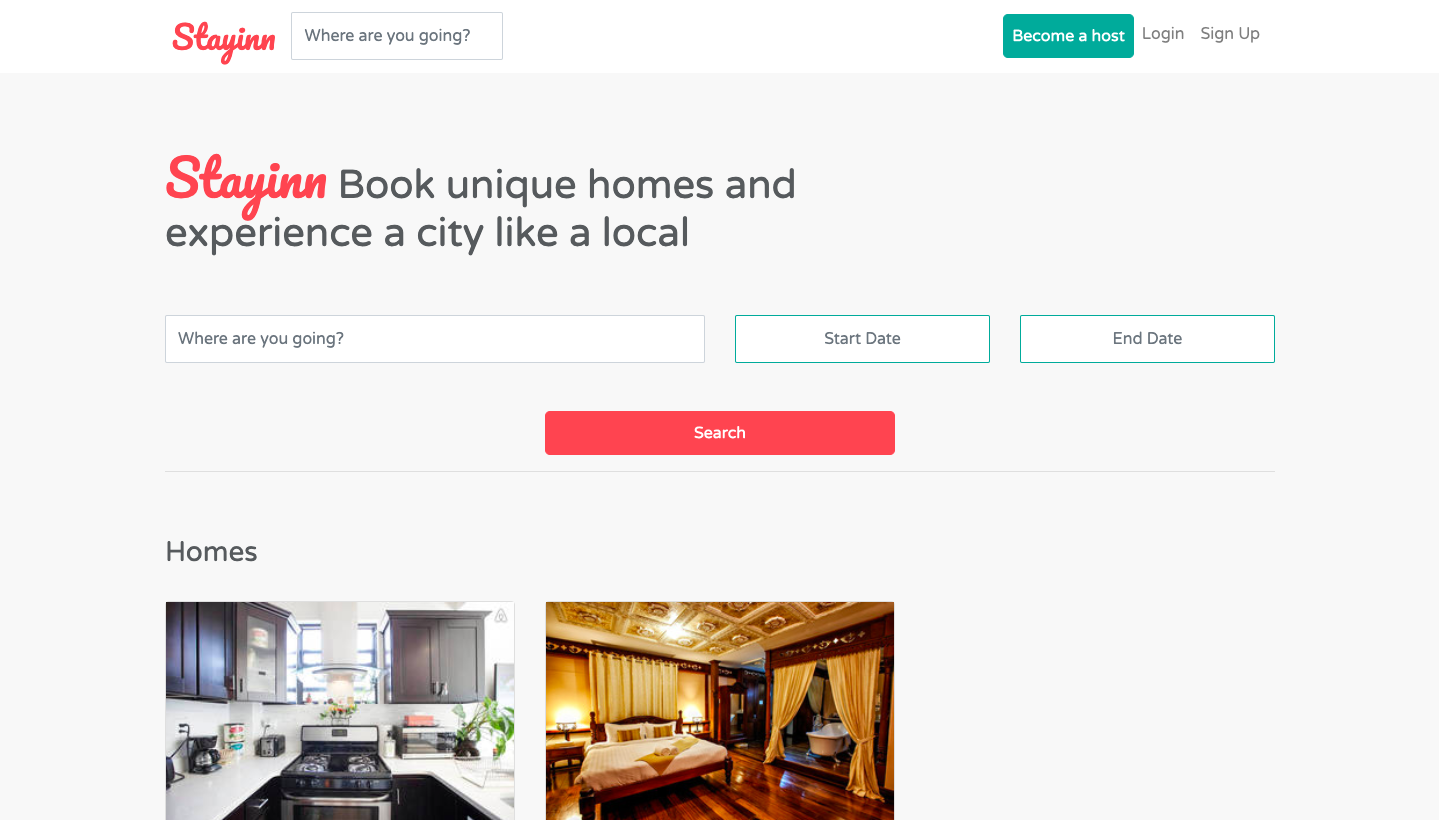 Stayinn
Where are you going?
Become a host
Login
Sign Up
Stayinn Book unique homes and
experience a city like a local
Where are you going?
Start Date
End Date
Search
Homes